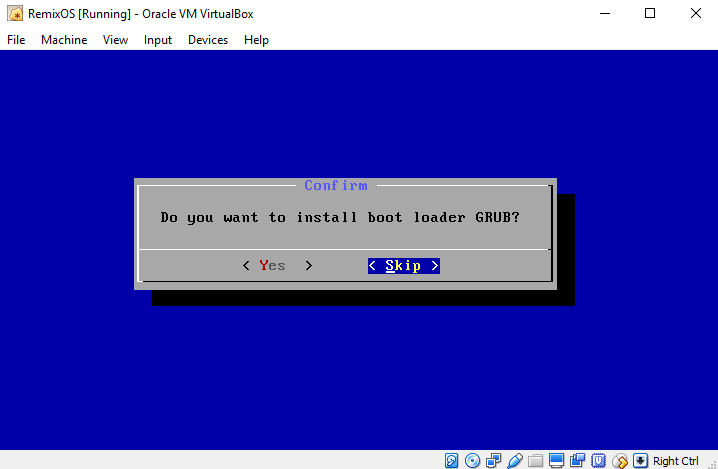 RemixOS [Running] - Oracle VM VirtualBox
File Machine View Input Devices Help
Confirm
Do you want to install boot loader GRUB?
< Yes > < Skip >
Right Ctrl